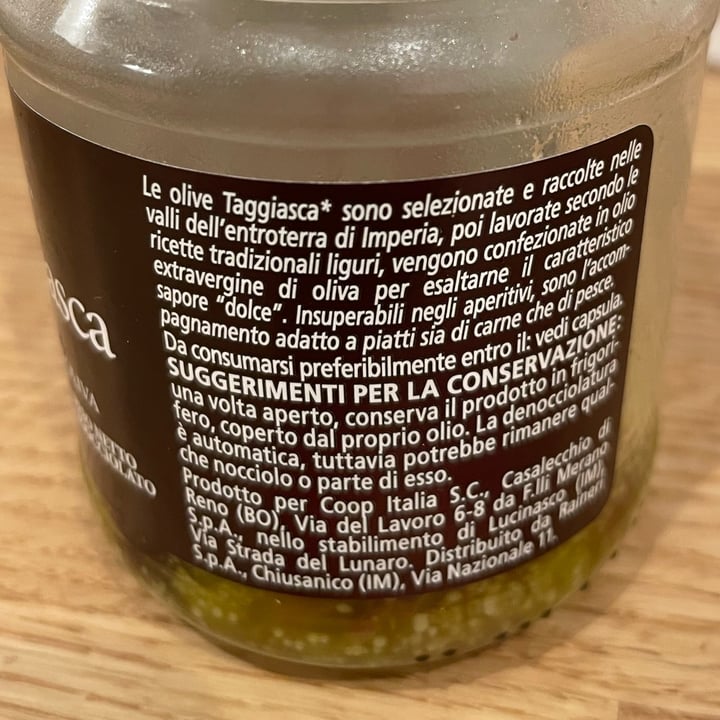 Le olive Taggiasca* sono selezionate e raccolte nelle
valli dell'entroterra di Imperia, poi lavorate secondo le
ricette tradizionali liguri, vengono confezionate in olio
extravergine di oliva per esaltarne il caratteristico
sapore "dolce". Insuperabili negli aperitivi, sono l'accom-
pagnamento adatto a piatti sia di carne che di pesce.
Da consumarsi preferibilmente entro il: vedi capsula.
SUGGERIMENTI PER LA CONSERVAZIONE:
una volta aperto, conserva il prodotto in frigori-
fero, coperto dal proprio olio. La denocciolatura
è automatica, tuttavia potrebbe rimanere qual-
che nocciolo o parte di esso.
Prodotto per Coop Italia S.C., Casalecchio di
Reno (BO), Via del Lavoro 6-8 da F.lli Merano
S.p.A., nello stabilimento di Lucinasco (IM),
Via Strada del Lunaro. Distribuito da Raineri
S.p.A., Chiusanico (IM), Via Nazionale 11.
asca